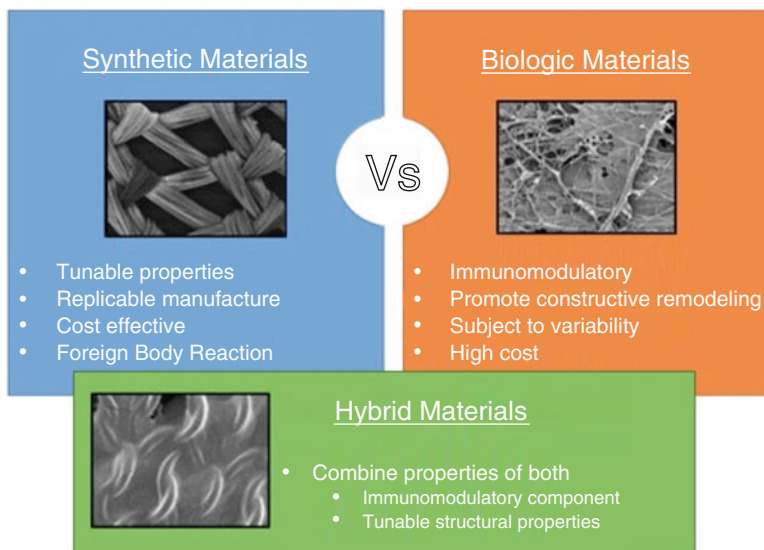 Synthetic Materials
• Tunable properties
• Replicable manufacture
• Cost effective
• Foreign Body Reaction
Vs
Biologic Materials
• Immunomodulatory
• Promote constructive remodeling
• Subject to variability
• High cost
Hybrid Materials
• Combine properties of both
• Immunomodulatory component
• Tunable structural properties